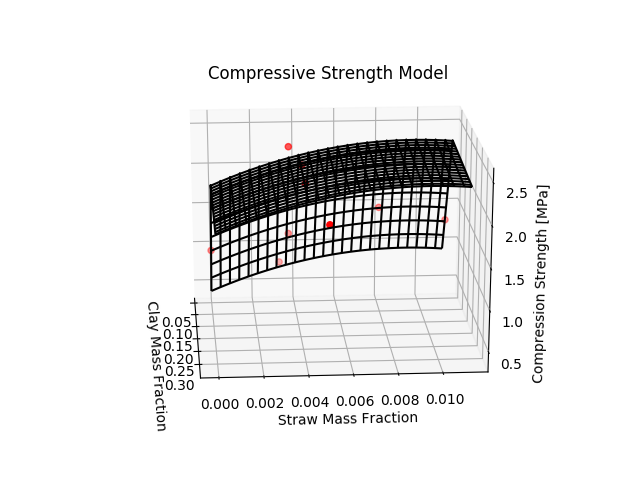 Compressive Strength Model
2.5
2.0
1.5
1.0
0.5
Compression Strength [MPa]
0.05
0.10
0.15
0.20
0.25
0.30
Clay Mass Fraction
0.000 0.002 0.004 0.006 0.008 0.010
Straw Mass Fraction